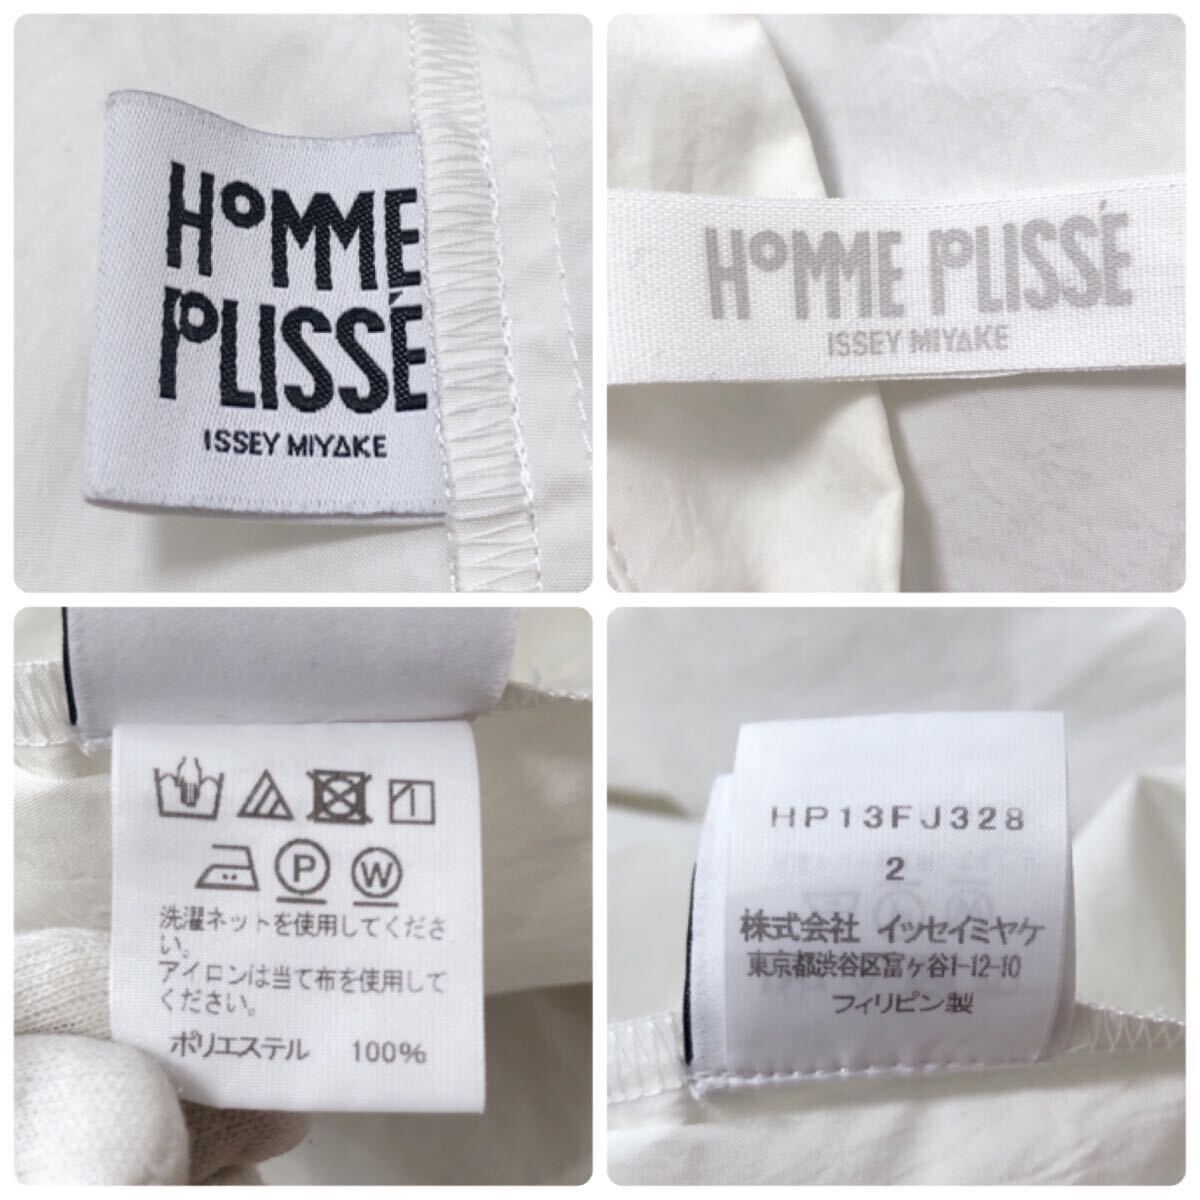 HOMME
PLISSÉ
ISSEY MIYAKE
HOMME PLISSÉ
ISSEY MIYAKE
P
W
洗濯ネットを使用してくださ
い。
アイロンは当て布を使用して
ください。
ポリエステル 100%
HP13FJ328
2
株式会社 イッセイミヤケ
東京都渋谷区富ヶ谷1-12-10
フィリピン製